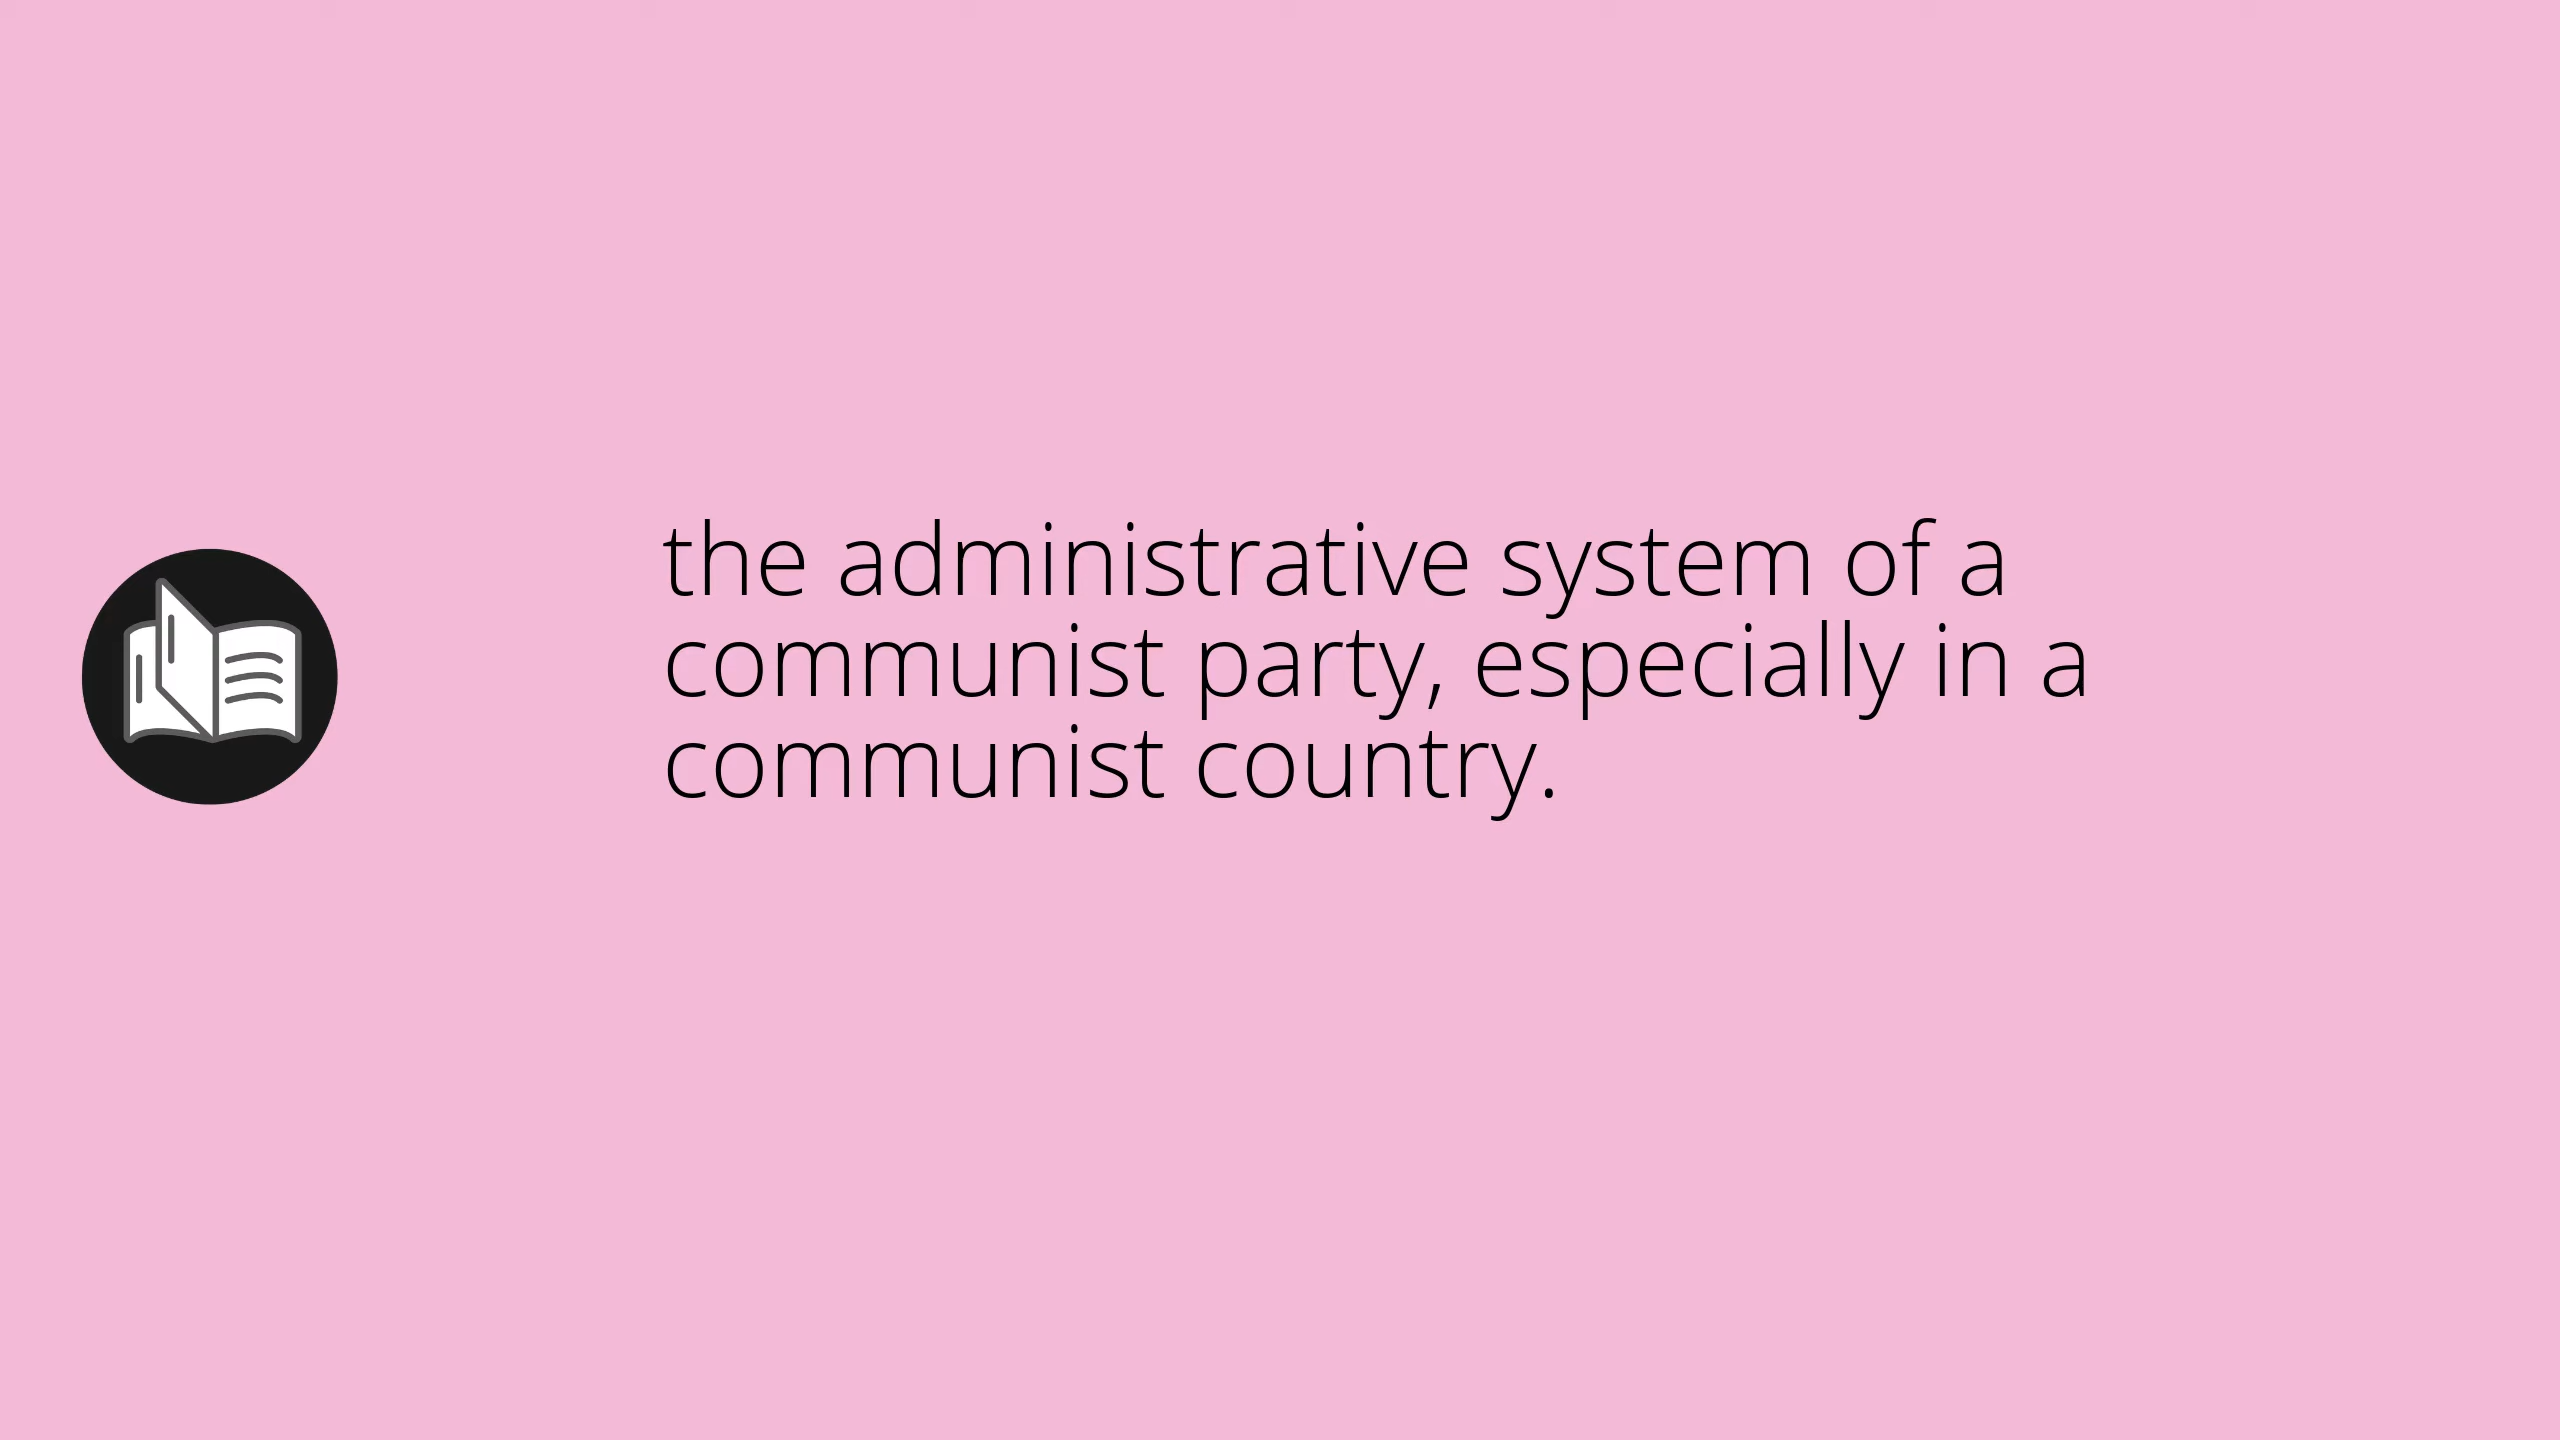 the administrative system of a
communist party, especially in a
communist country.